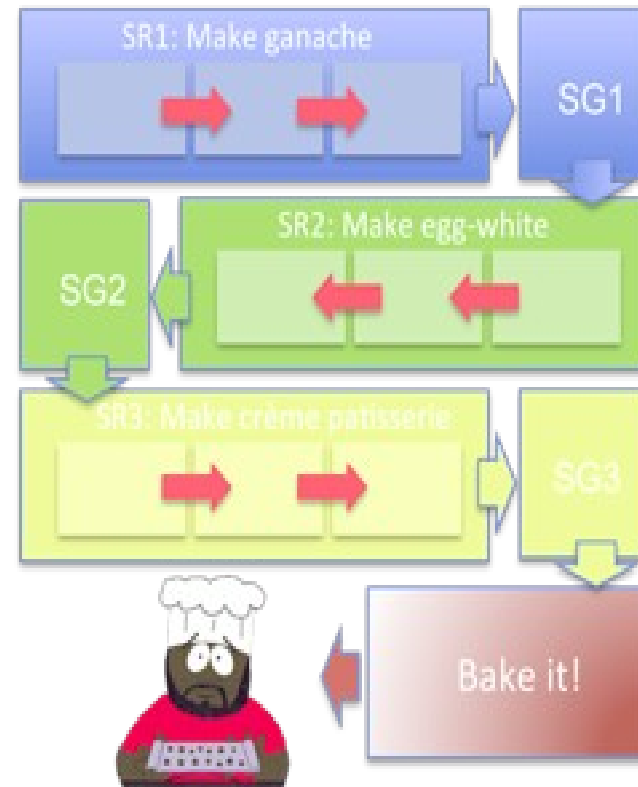 SR1: Make ganache
SG1
SR2: Make egg-white
SG2
SR3: Make crème patisserie
SG3
Bake it!